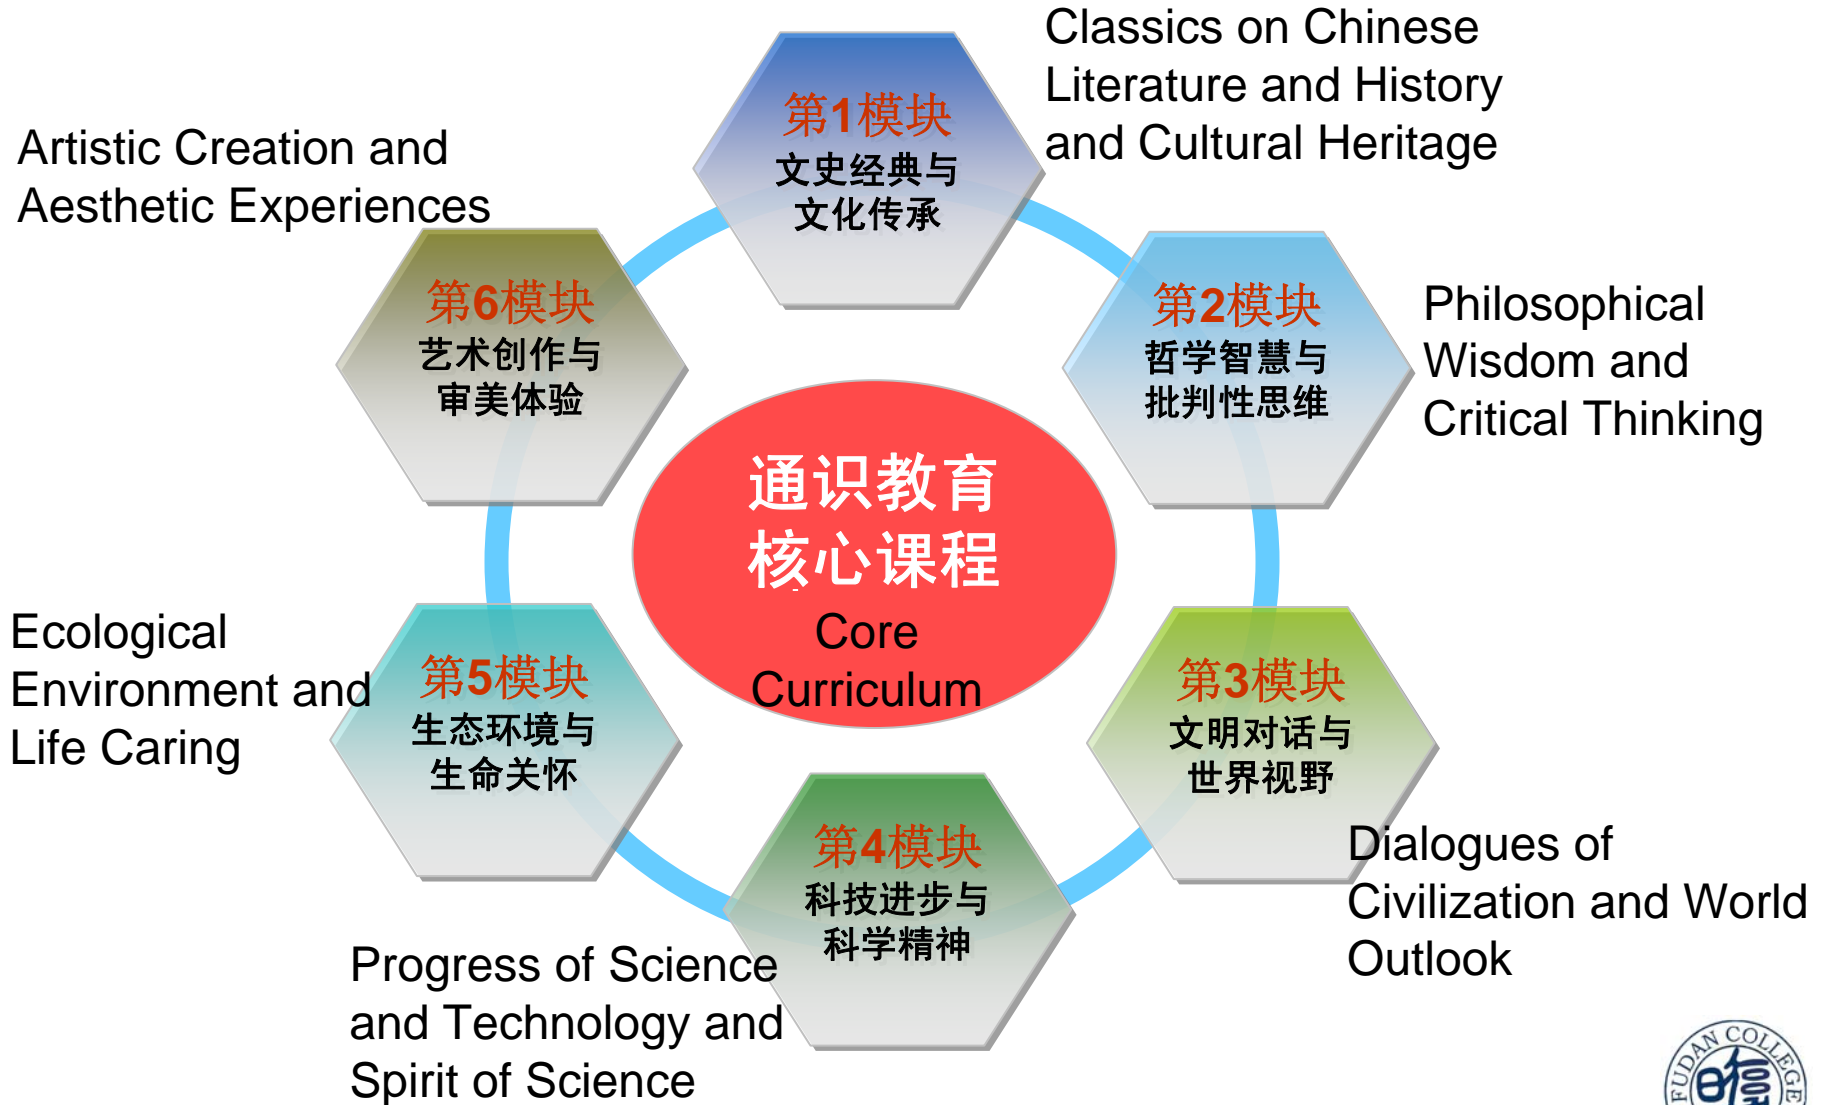 Classics on Chinese
Literature and History
and Cultural Heritage
第1模块
文史经典与
文化传承
Artistic Creation and
Aesthetic Experiences
第6模块
艺术创作与
审美体验
第2模块
哲学智慧与
批判性思维
Philosophical
Wisdom and
Critical Thinking
通识教育
核心课程
Core
Curriculum
Ecological
Environment and
Life Caring
第5模块
生态环境与
生命关怀
第3模块
文明对话与
世界视野
Dialogues of
Civilization and World
Outlook
第4模块
科技进步与
科学精神
Progress of Science
and Technology and
Spirit of Science
FUDAN COLLEGE